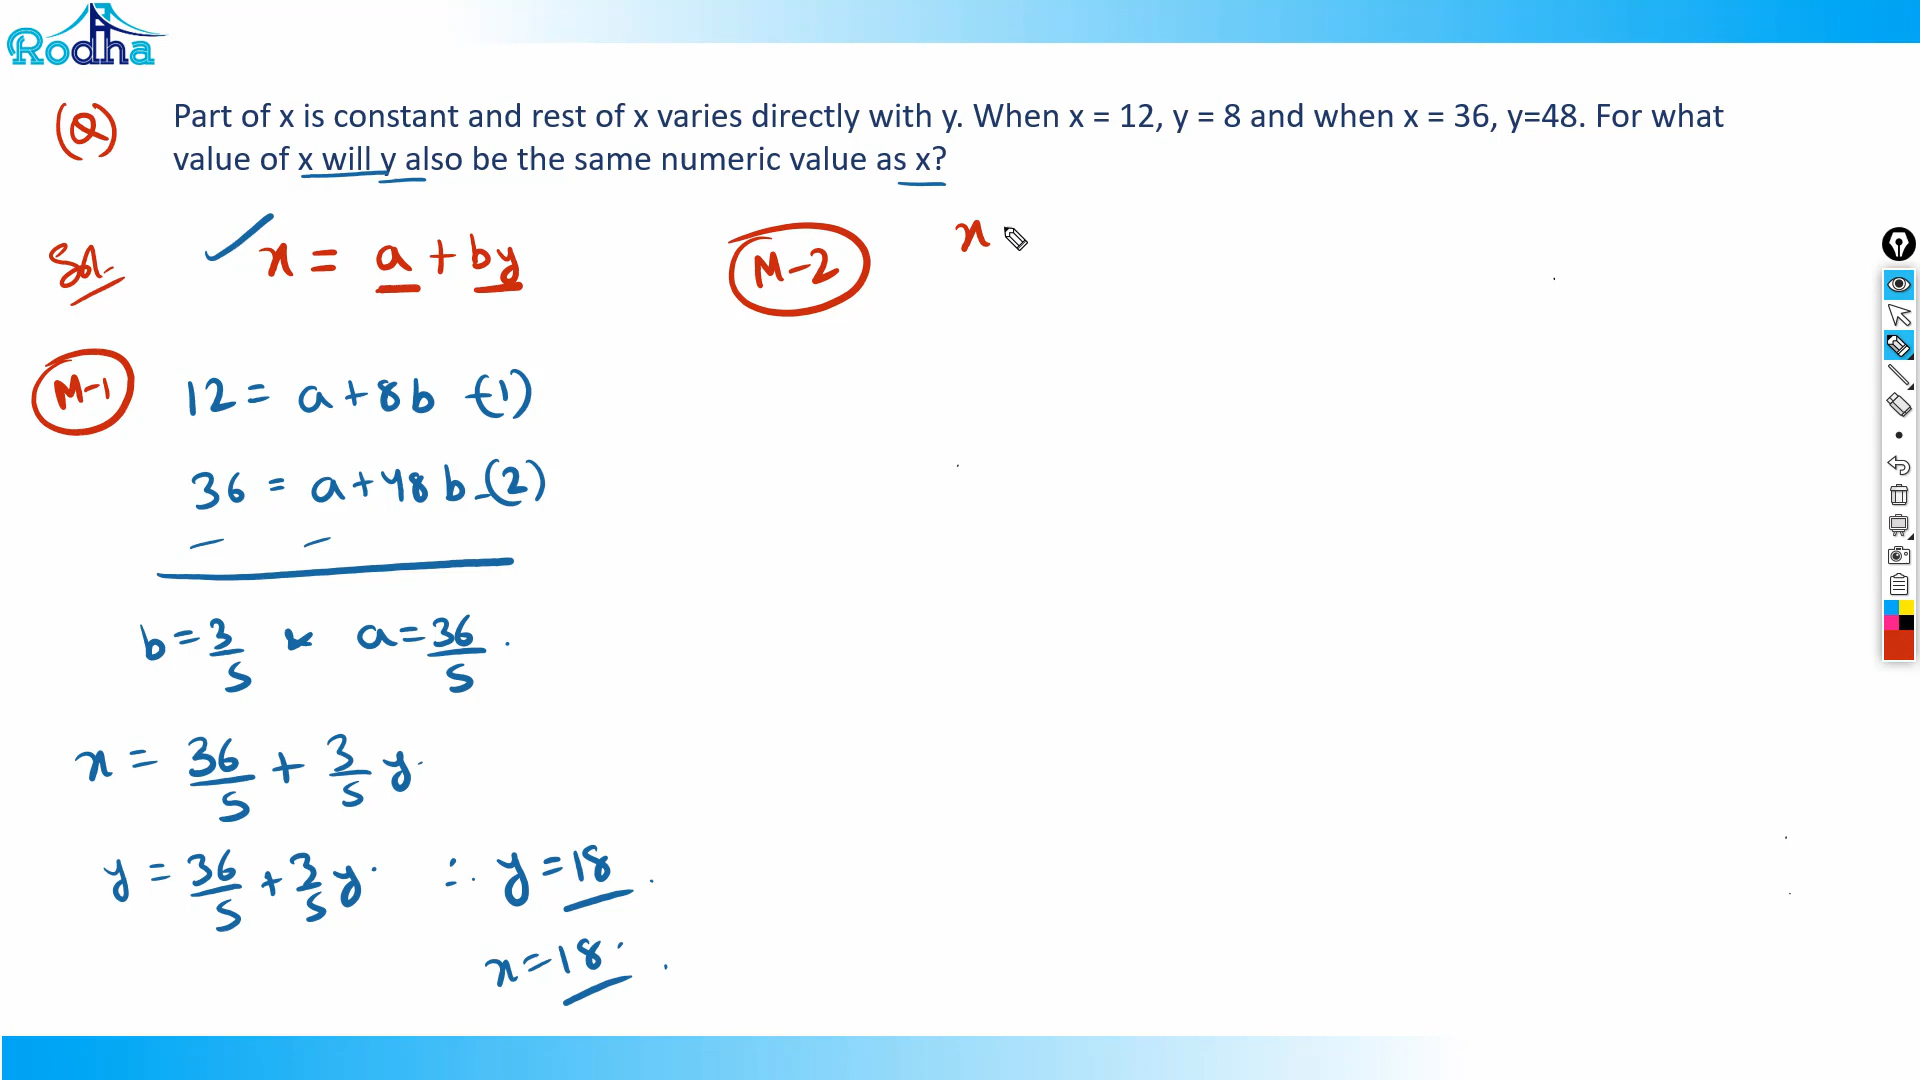 Rodha
(Q) Part of x is constant and rest of x varies directly with y. When x = 12, y = 8 and when x = 36, y=48. For what
value of x will y also be the same numeric value as x?
Sol. x = a + by
M-1
12 = a + 8b -(1)
36 = a + 48b -(2)
- -
b = 3/5 & a = 36/5.
x = 36/5 + 3/5 y.
y = 36/5 + 3/5 y. ∴ y = 18.
x = 18.
M-2
x